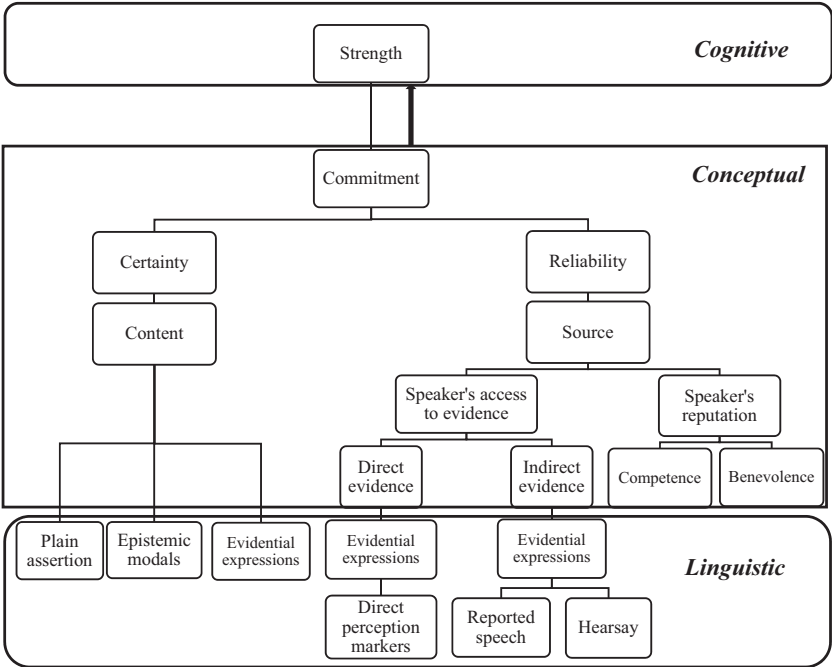 Strength
Cognitive
Commitment
Conceptual
Certainty
Reliability
Content
Source
Speaker's access
to evidence
Speaker's
reputation
Direct
evidence
Indirect
evidence
Competence
Benevolence
Plain
assertion
Epistemic
modals
Evidential
expressions
Evidential
expressions
Evidential
expressions
Linguistic
Direct
perception
markers
Reported
speech
Hearsay